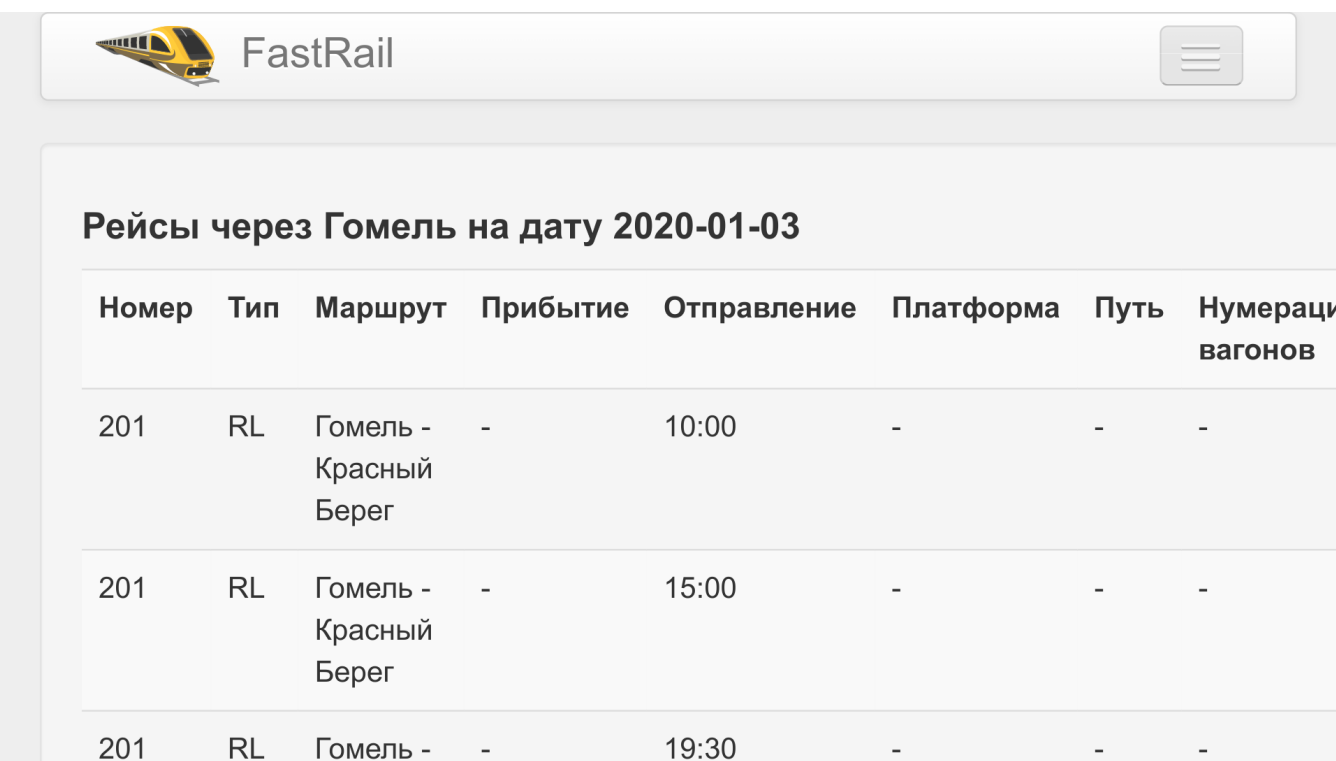 FastRail
Рейсы через Гомель на дату 2020-01-03
Номер Тип Маршрут Прибытие Отправление Платформа Путь Нумераци
вагонов
201 RL Гомель - - 10:00 - - -
Красный
Берег
201 RL Гомель - - 15:00 - - -
Красный
Берег
201 RL Гомель - - 19:30 - - -